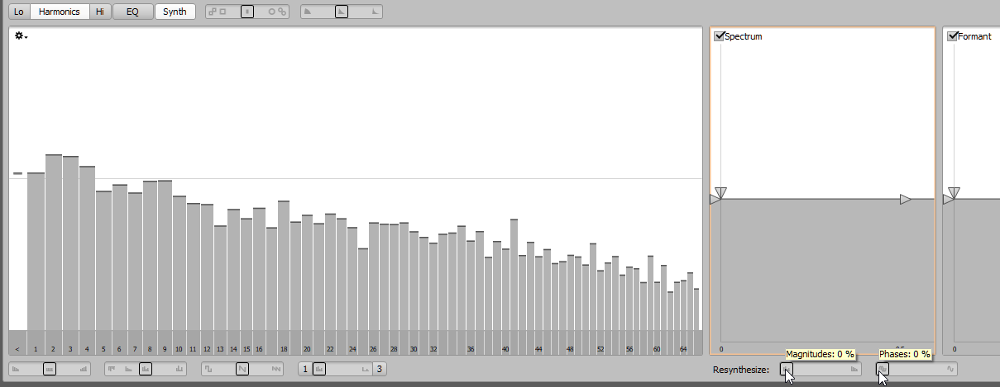 Lo Harmonics Hi EQ Synth
Spectrum
Formant
< 1 2 3 4 5 6 7 8 9 10 11 12 13 14 15 16 18 20 22 24 26 28 30 32 36 40 44 48 52 56 60 64
0
0
Magnitudes: 0 %
Phases: 0 %
1 3
Resynthesize: